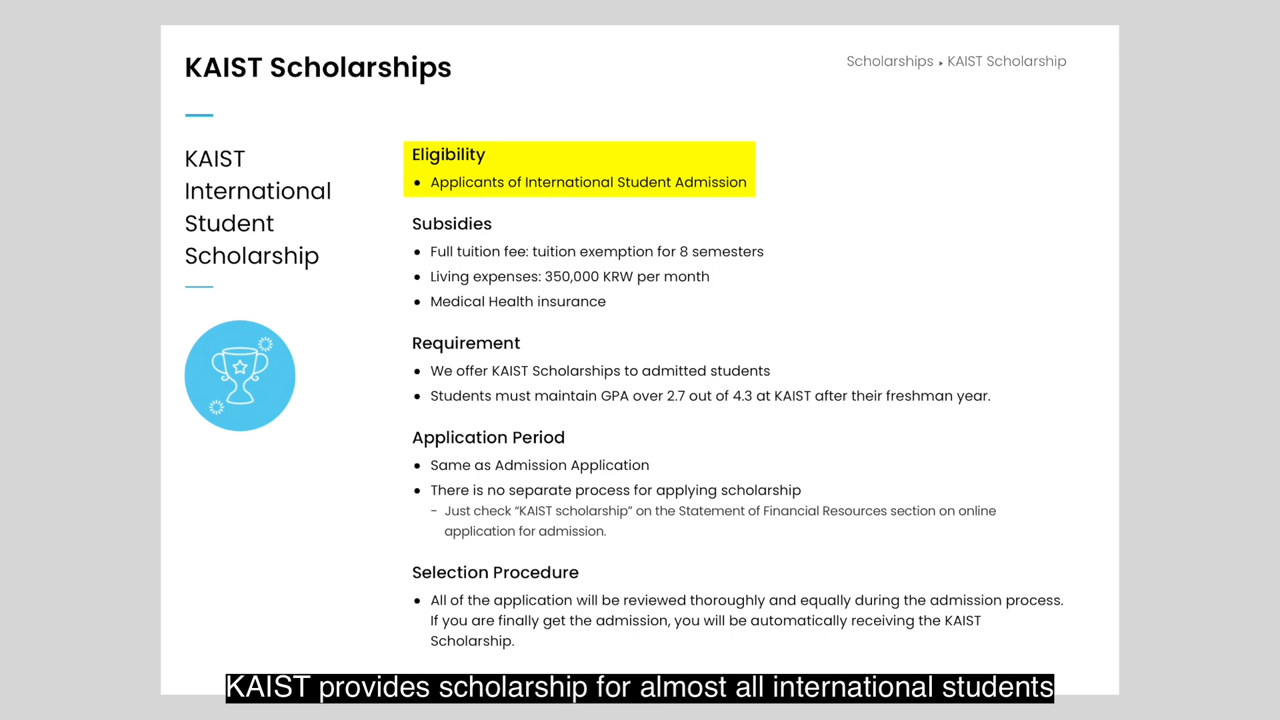 KAIST Scholarships
Scholarships ▸ KAIST Scholarship
KAIST
International
Student
Scholarship
Eligibility
• Applicants of International Student Admission
Subsidies
• Full tuition fee: tuition exemption for 8 semesters
• Living expenses: 350,000 KRW per month
• Medical Health insurance
Requirement
• We offer KAIST Scholarships to admitted students
• Students must maintain GPA over 2.7 out of 4.3 at KAIST after their freshman year.
Application Period
• Same as Admission Application
• There is no separate process for applying scholarship
- Just check “KAIST scholarship” on the Statement of Financial Resources section on online
application for admission.
Selection Procedure
• All of the application will be reviewed thoroughly and equally during the admission process.
If you are finally get the admission, you will be automatically receiving the KAIST
Scholarship.
KAIST provides scholarship for almost all international students